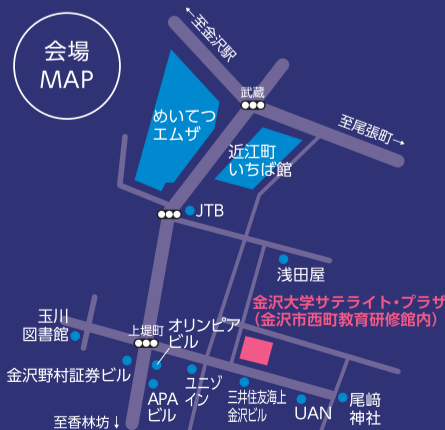 会場
MAP
←至金沢駅
武蔵
めいてつ
エムザ
近江町
いちば館
至尾張町→
JTB
浅田屋
金沢大学サテライト・プラザ
(金沢市西町教育研修館内)
玉川
図書館
上堤町
オリンピア
ビル
金沢野村証券ビル
APA
ビル
ユニゾ
イン
三井住友海上
金沢ビル
UAN
尾﨑
神社
至香林坊↓